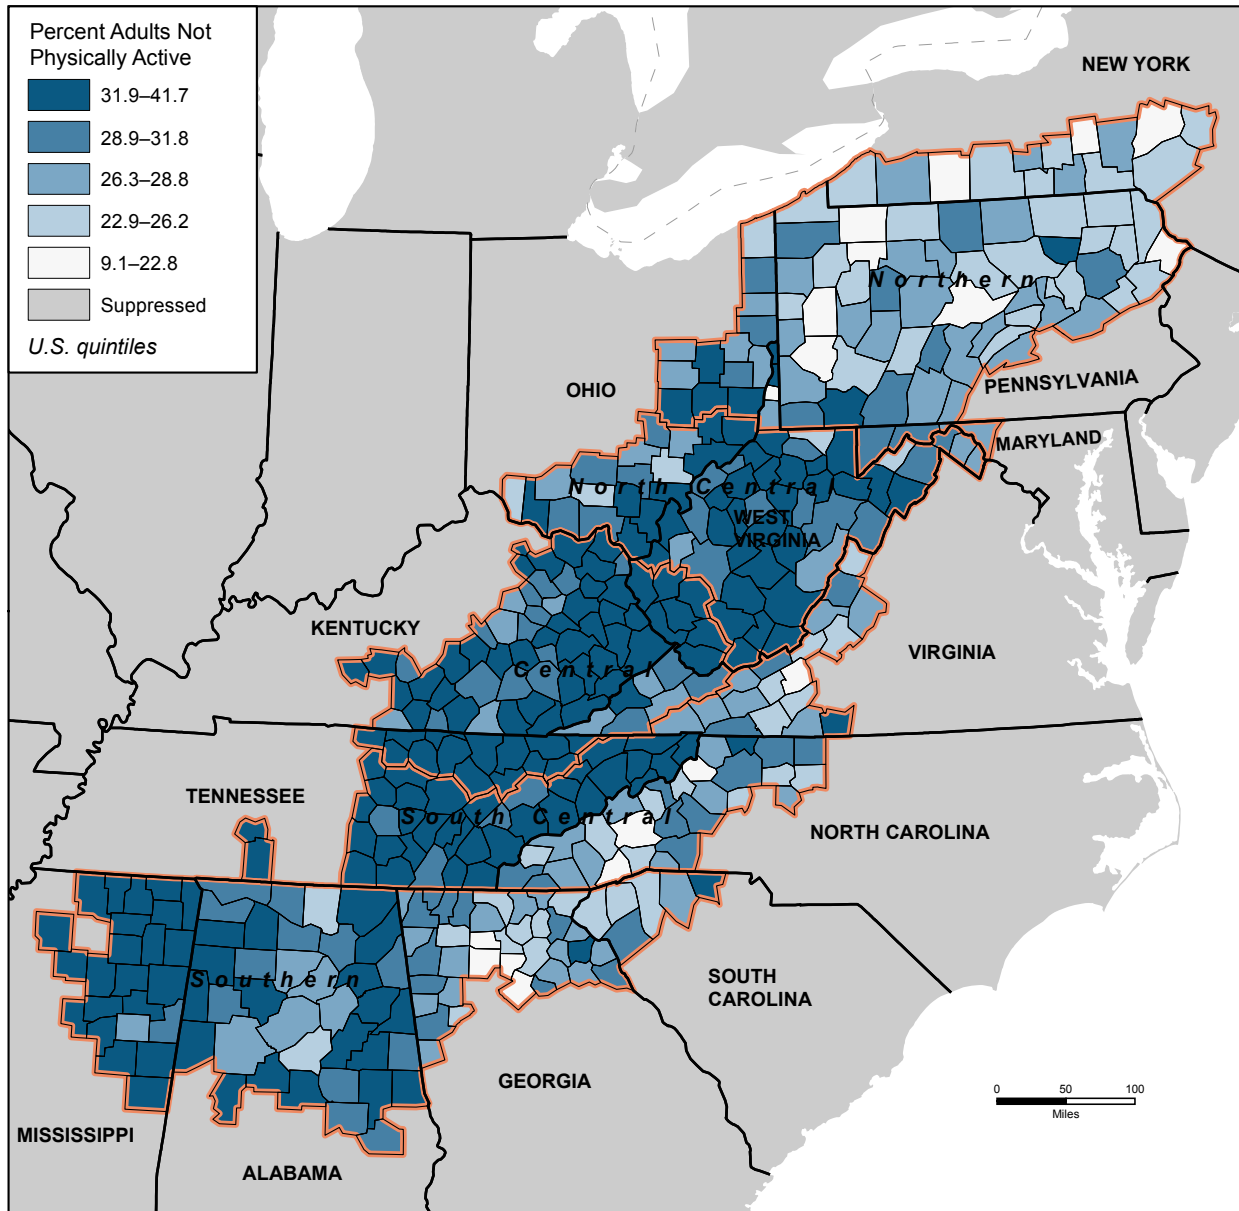 Percent Adults Not
Physically Active
31.9–41.7
28.9–31.8
26.3–28.8
22.9–26.2
9.1–22.8
Suppressed
U.S. quintiles
NEW YORK
Northern
PENNSYLVANIA
OHIO
MARYLAND
North Central
WEST
VIRGINIA
KENTUCKY
VIRGINIA
Central
TENNESSEE
South Central
NORTH CAROLINA
Southern
SOUTH
CAROLINA
GEORGIA
0 50 100
Miles
MISSISSIPPI
ALABAMA